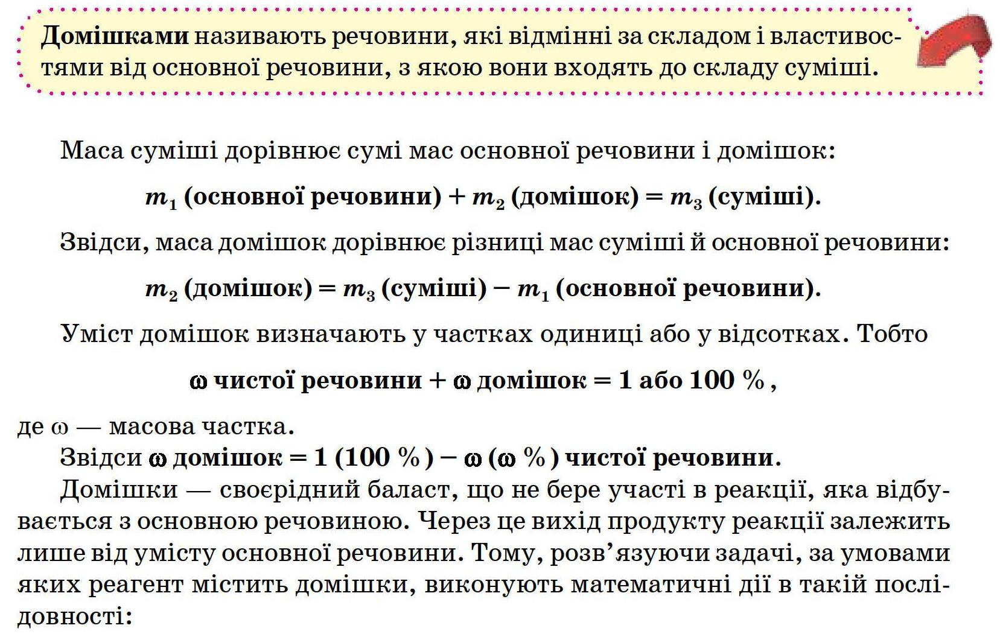 Домішками називають речовини, які відмінні за складом і властивос-
тями від основної речовини, з якою вони входять до складу суміші.
Маса суміші дорівнює сумі мас основної речовини і домішок:
m₁ (основної речовини) + m₂ (домішок) = m₃ (суміші).
Звідси, маса домішок дорівнює різниці мас суміші й основної речовини:
m₂ (домішок) = m₃ (суміші) – m₁ (основної речовини).
Уміст домішок визначають у частках одиниці або у відсотках. Тобто
ω чистої речовини + ω домішок = 1 або 100 %,
де ω — масова частка.
Звідси ω домішок = 1 (100 %) – ω (ω %) чистої речовини.
Домішки — своєрідний баласт, що не бере участі в реакції, яка відбу-
вається з основною речовиною. Через це вихід продукту реакції залежить
лише від умісту основної речовини. Тому, розв’язуючи задачі, за умовами
яких реагент містить домішки, виконують математичні дії в такій послі-
довності: